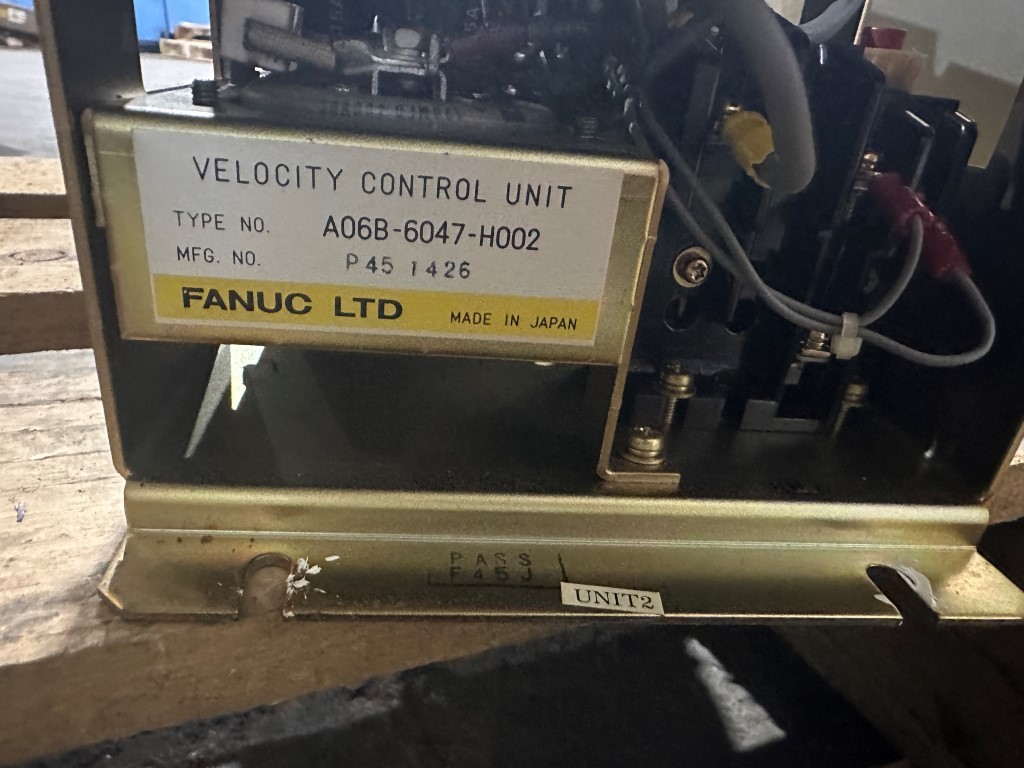 VELOCITY CONTROL UNIT
TYPE NO. A06B-6047-H002
MFG. NO. P45 1426
FANUC LTD MADE IN JAPAN
PASS
UNIT2